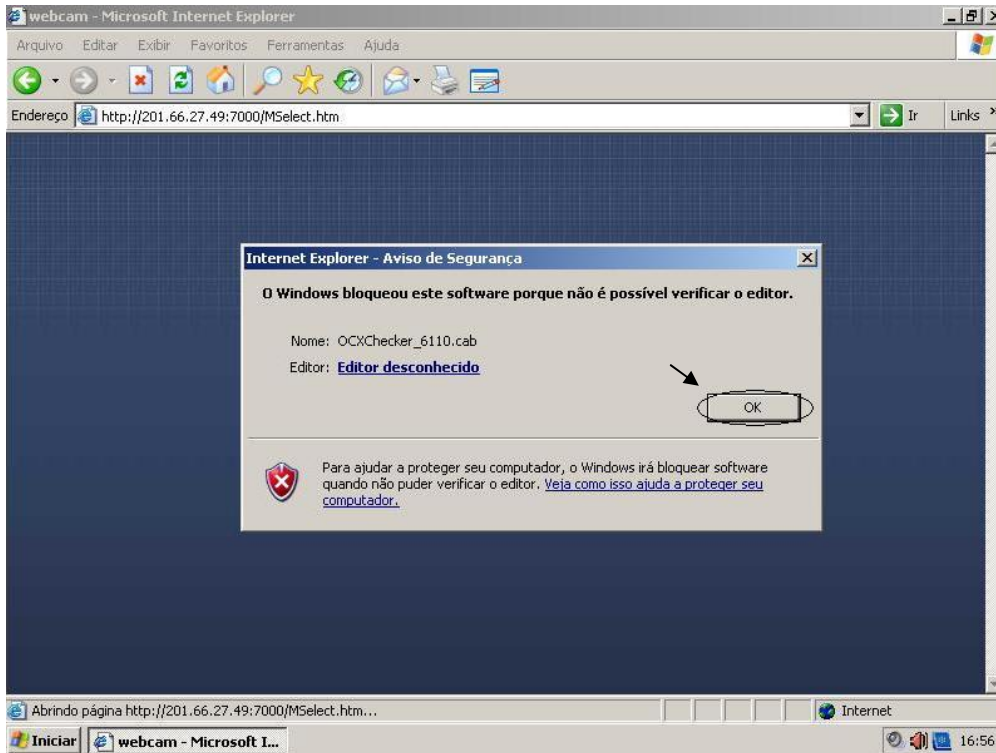 webcam - Microsoft Internet Explorer
Arquivo Editar Exibir Favoritos Ferramentas Ajuda
Endereço http://201.66.27.49:7000/MSelect.htm Ir Links
Internet Explorer - Aviso de Segurança
O Windows bloqueou este software porque não é possível verificar o editor.
Nome: OCXChecker_6110.cab
Editor: Editor desconhecido
OK
Para ajudar a proteger seu computador, o Windows irá bloquear software
quando não puder verificar o editor. Veja como isso ajuda a proteger seu
computador.
Abrindo página http://201.66.27.49:7000/MSelect.htm... Internet
Iniciar webcam - Microsoft I... 16:56